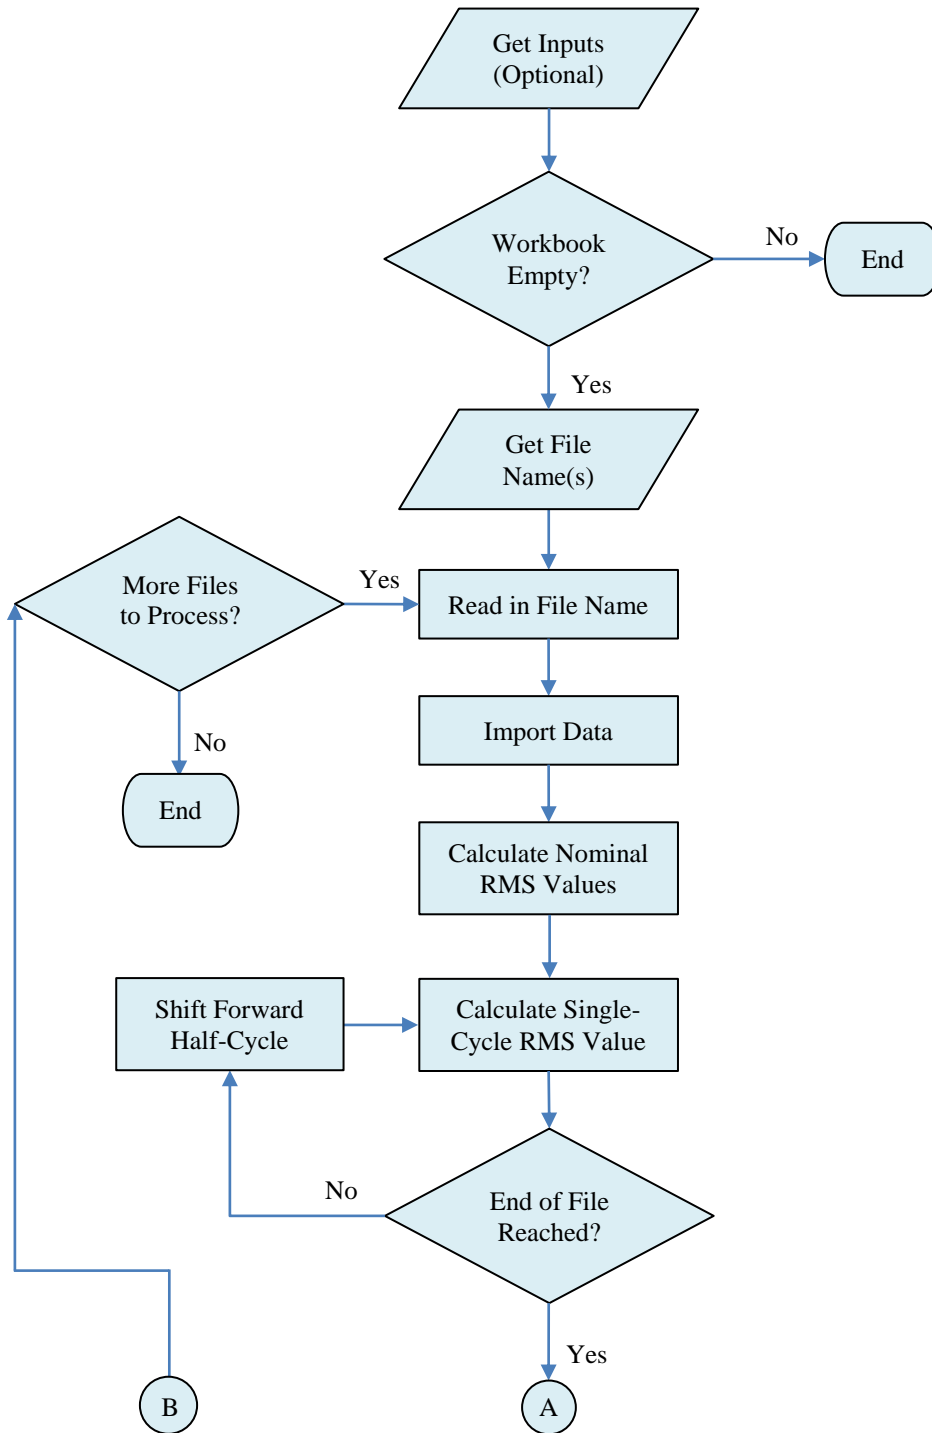 Get Inputs
(Optional)
Workbook
Empty?
No
End
Yes
Get File
Name(s)
More Files
to Process?
Yes
Read in File Name
No
Import Data
End
Calculate Nominal
RMS Values
Shift Forward
Half-Cycle
Calculate Single-
Cycle RMS Value
No
End of File
Reached?
Yes
B
A